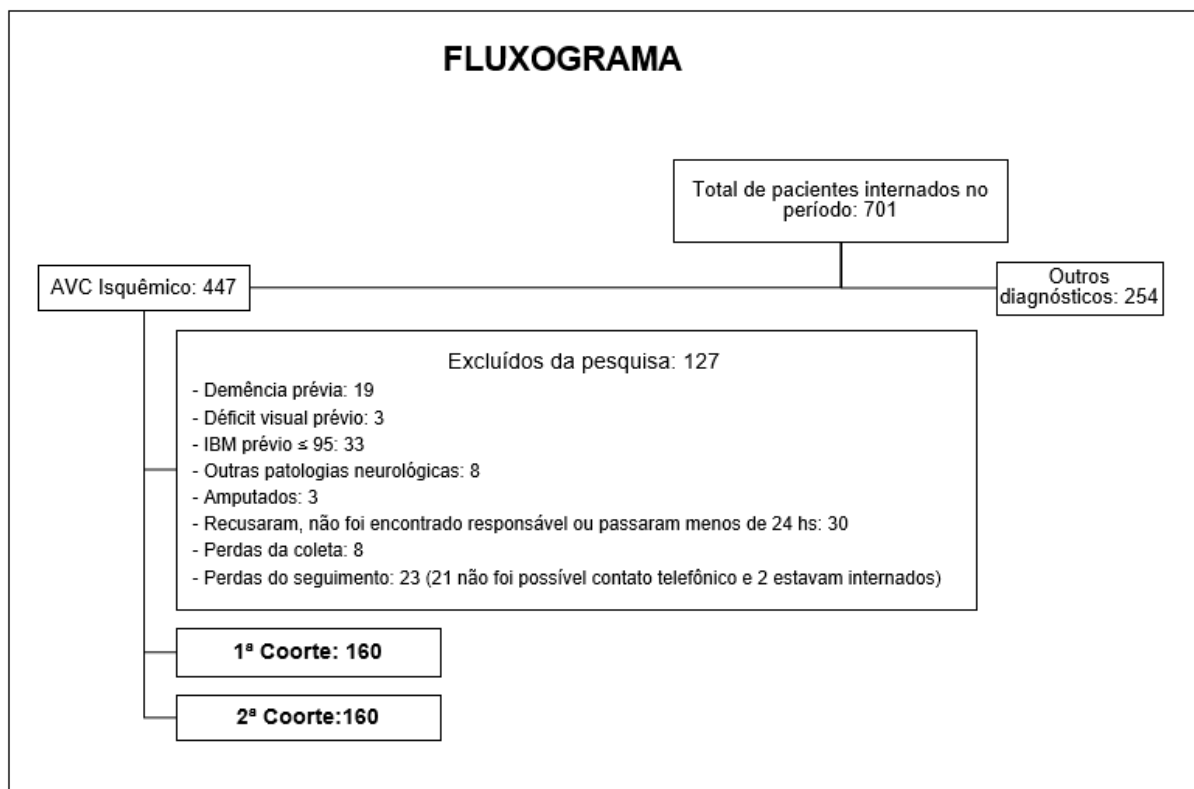 FLUXOGRAMA
Total de pacientes internados no
período: 701
AVC Isquêmico: 447
Outros
diagnósticos: 254
Excluídos da pesquisa: 127
- Demência prévia: 19
- Déficit visual prévio: 3
- IBM prévio ≤ 95: 33
- Outras patologias neurológicas: 8
- Amputados: 3
- Recusaram, não foi encontrado responsável ou passaram menos de 24 hs: 30
- Perdas da coleta: 8
- Perdas do seguimento: 23 (21 não foi possível contato telefônico e 2 estavam internados)
1ª Coorte: 160
2ª Coorte:160